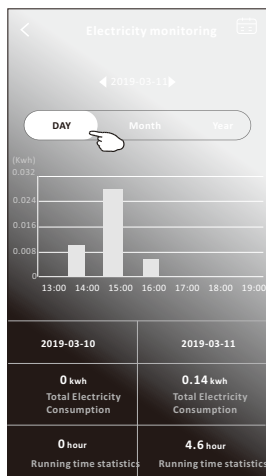 Electricity monitoring
2019-03-11
DAY Month Year
(Kwh)
0.032
0.024
0.016
0.008
0
13:00 14:00 15:00 16:00 17:00 18:00 19:00
2019-03-10 2019-03-11
0 kwh 0.14 kwh
Total Electricity Total Electricity
Consumption Consumption
0 hour 4.6 hour
Running time statistics Running time statistics